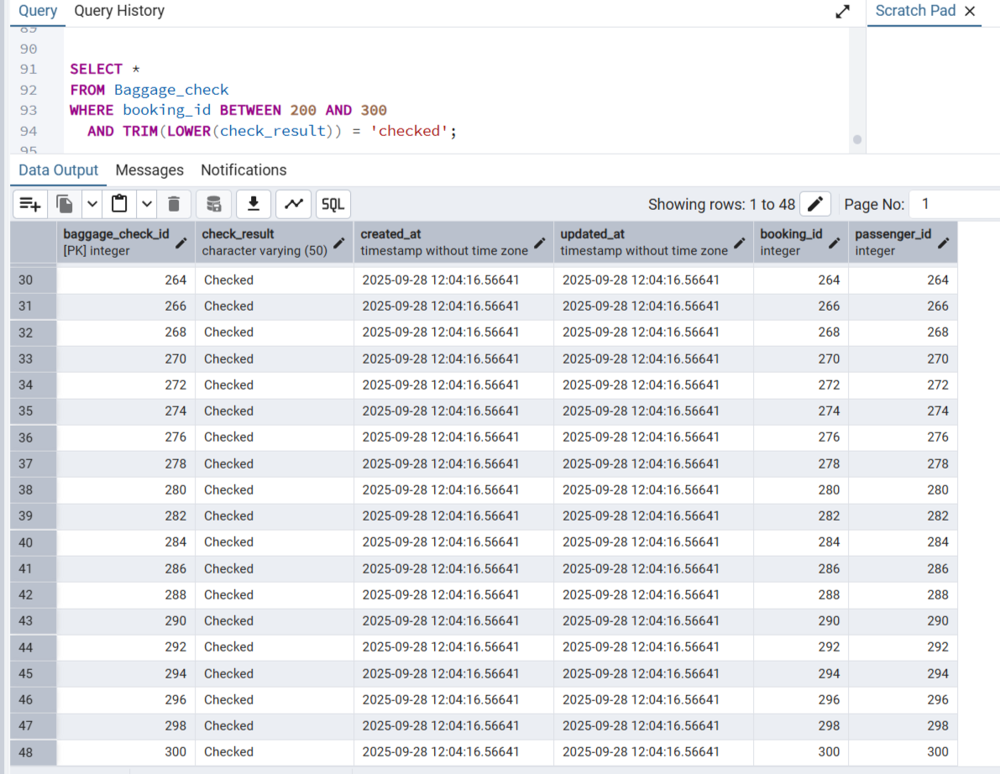 Query Query History Scratch Pad
89
90
91 SELECT *
92 FROM Baggage_check
93 WHERE booking_id BETWEEN 200 AND 300
94 AND TRIM(LOWER(check_result)) = 'checked';
95
Data Output Messages Notifications
SQL Showing rows: 1 to 48 Page No: 1
baggage_check_id check_result created_at updated_at booking_id passenger_id
[PK] integer character varying (50) timestamp without time zone timestamp without time zone integer integer
30 264 Checked 2025-09-28 12:04:16.56641 2025-09-28 12:04:16.56641 264 264
31 266 Checked 2025-09-28 12:04:16.56641 2025-09-28 12:04:16.56641 266 266
32 268 Checked 2025-09-28 12:04:16.56641 2025-09-28 12:04:16.56641 268 268
33 270 Checked 2025-09-28 12:04:16.56641 2025-09-28 12:04:16.56641 270 270
34 272 Checked 2025-09-28 12:04:16.56641 2025-09-28 12:04:16.56641 272 272
35 274 Checked 2025-09-28 12:04:16.56641 2025-09-28 12:04:16.56641 274 274
36 276 Checked 2025-09-28 12:04:16.56641 2025-09-28 12:04:16.56641 276 276
37 278 Checked 2025-09-28 12:04:16.56641 2025-09-28 12:04:16.56641 278 278
38 280 Checked 2025-09-28 12:04:16.56641 2025-09-28 12:04:16.56641 280 280
39 282 Checked 2025-09-28 12:04:16.56641 2025-09-28 12:04:16.56641 282 282
40 284 Checked 2025-09-28 12:04:16.56641 2025-09-28 12:04:16.56641 284 284
41 286 Checked 2025-09-28 12:04:16.56641 2025-09-28 12:04:16.56641 286 286
42 288 Checked 2025-09-28 12:04:16.56641 2025-09-28 12:04:16.56641 288 288
43 290 Checked 2025-09-28 12:04:16.56641 2025-09-28 12:04:16.56641 290 290
44 292 Checked 2025-09-28 12:04:16.56641 2025-09-28 12:04:16.56641 292 292
45 294 Checked 2025-09-28 12:04:16.56641 2025-09-28 12:04:16.56641 294 294
46 296 Checked 2025-09-28 12:04:16.56641 2025-09-28 12:04:16.56641 296 296
47 298 Checked 2025-09-28 12:04:16.56641 2025-09-28 12:04:16.56641 298 298
48 300 Checked 2025-09-28 12:04:16.56641 2025-09-28 12:04:16.56641 300 300